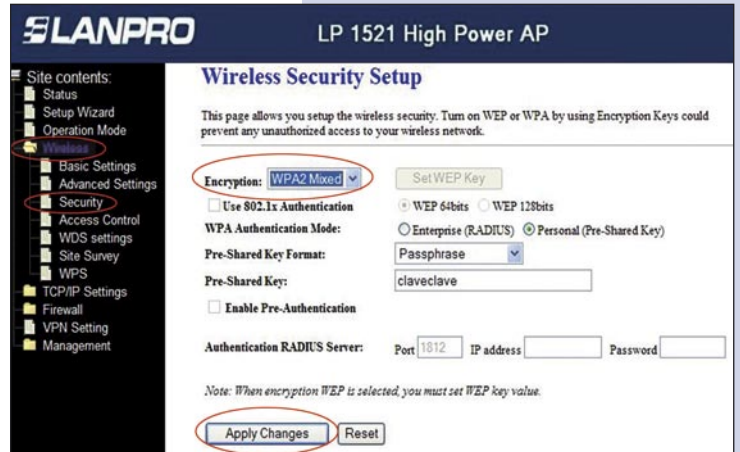 LANPRO
LP 1521 High Power AP
Site contents:
Status
Setup Wizard
Operation Mode
Wireless
Basic Settings
Advanced Settings
Security
Access Control
WDS settings
Site Survey
WPS
TCP/IP Settings
Firewall
VPN Setting
Management
Wireless Security Setup
This page allows you setup the wireless security. Turn on WEP or WPA by using Encryption Keys could
prevent any unauthorized access to your wireless network.
Encryption: WPA2 Mixed Set WEP Key
Use 802.1x Authentication WEP 64bits WEP 128bits
WPA Authentication Mode: Enterprise (RADIUS) Personal (Pre-Shared Key)
Pre-Shared Key Format: Passphrase
Pre-Shared Key: claveclave
Enable Pre-Authentication
Authentication RADIUS Server: Port 1812 IP address Password
Note: When encryption WEP is selected, you must set WEP key value.
Apply Changes Reset